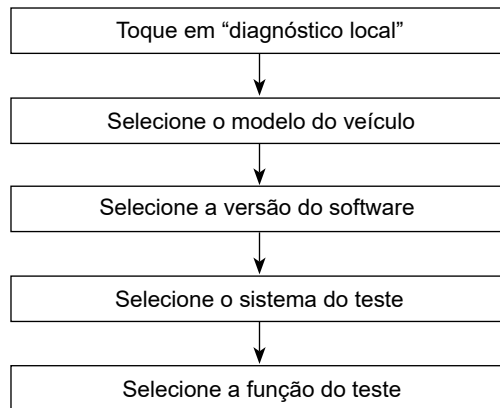 Toque em “diagnóstico local”
Selecione o modelo do veículo
Selecione a versão do software
Selecione o sistema do teste
Selecione a função do teste